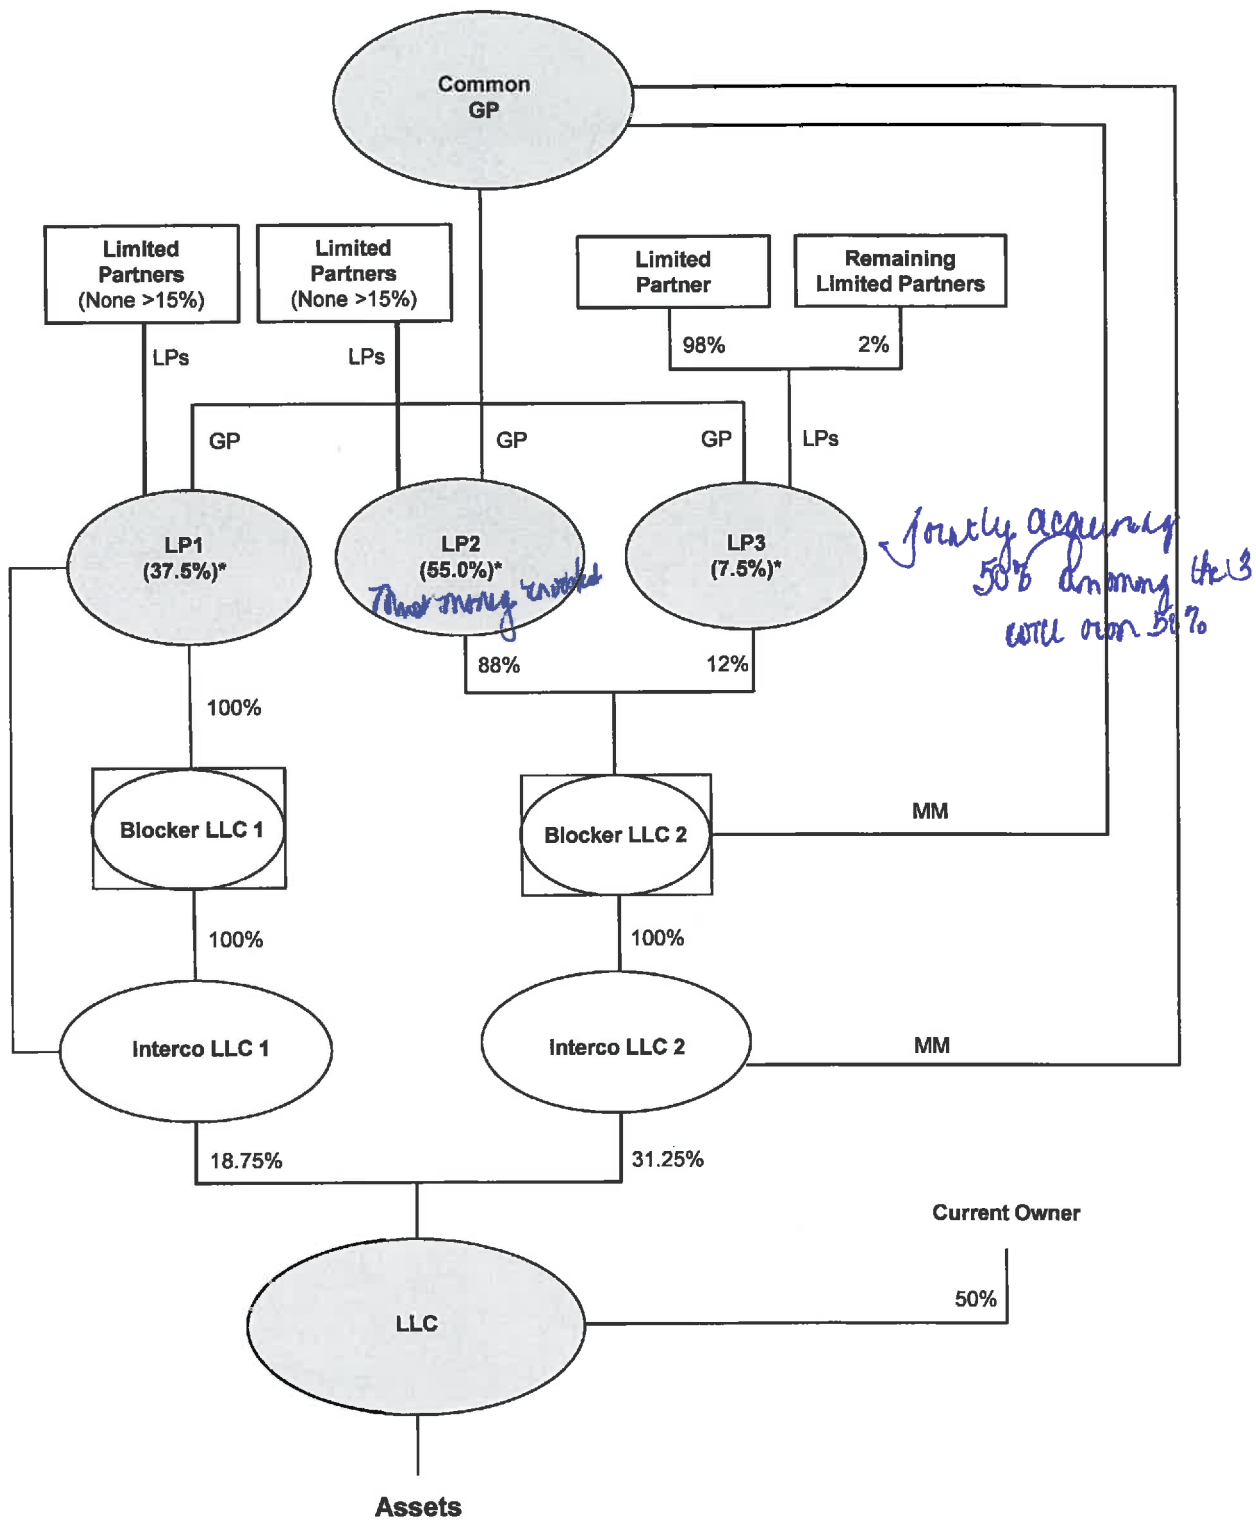 Common
GP
Limited
Partners
(None >15%)
Limited
Partners
(None >15%)
Limited
Partner
Remaining
Limited Partners
LPs
LPs
98%
2%
GP
GP
GP
LPs
LP1
(37.5%)*
LP2
(55.0%)*
money
LP3
(7.5%)*
jointly acquiring
50% among the 3
will own 50%
88%
12%
100%
Blocker LLC 1
Blocker LLC 2
MM
100%
100%
Interco LLC 1
Interco LLC 2
MM
18.75%
31.25%
Current Owner
50%
LLC
Assets